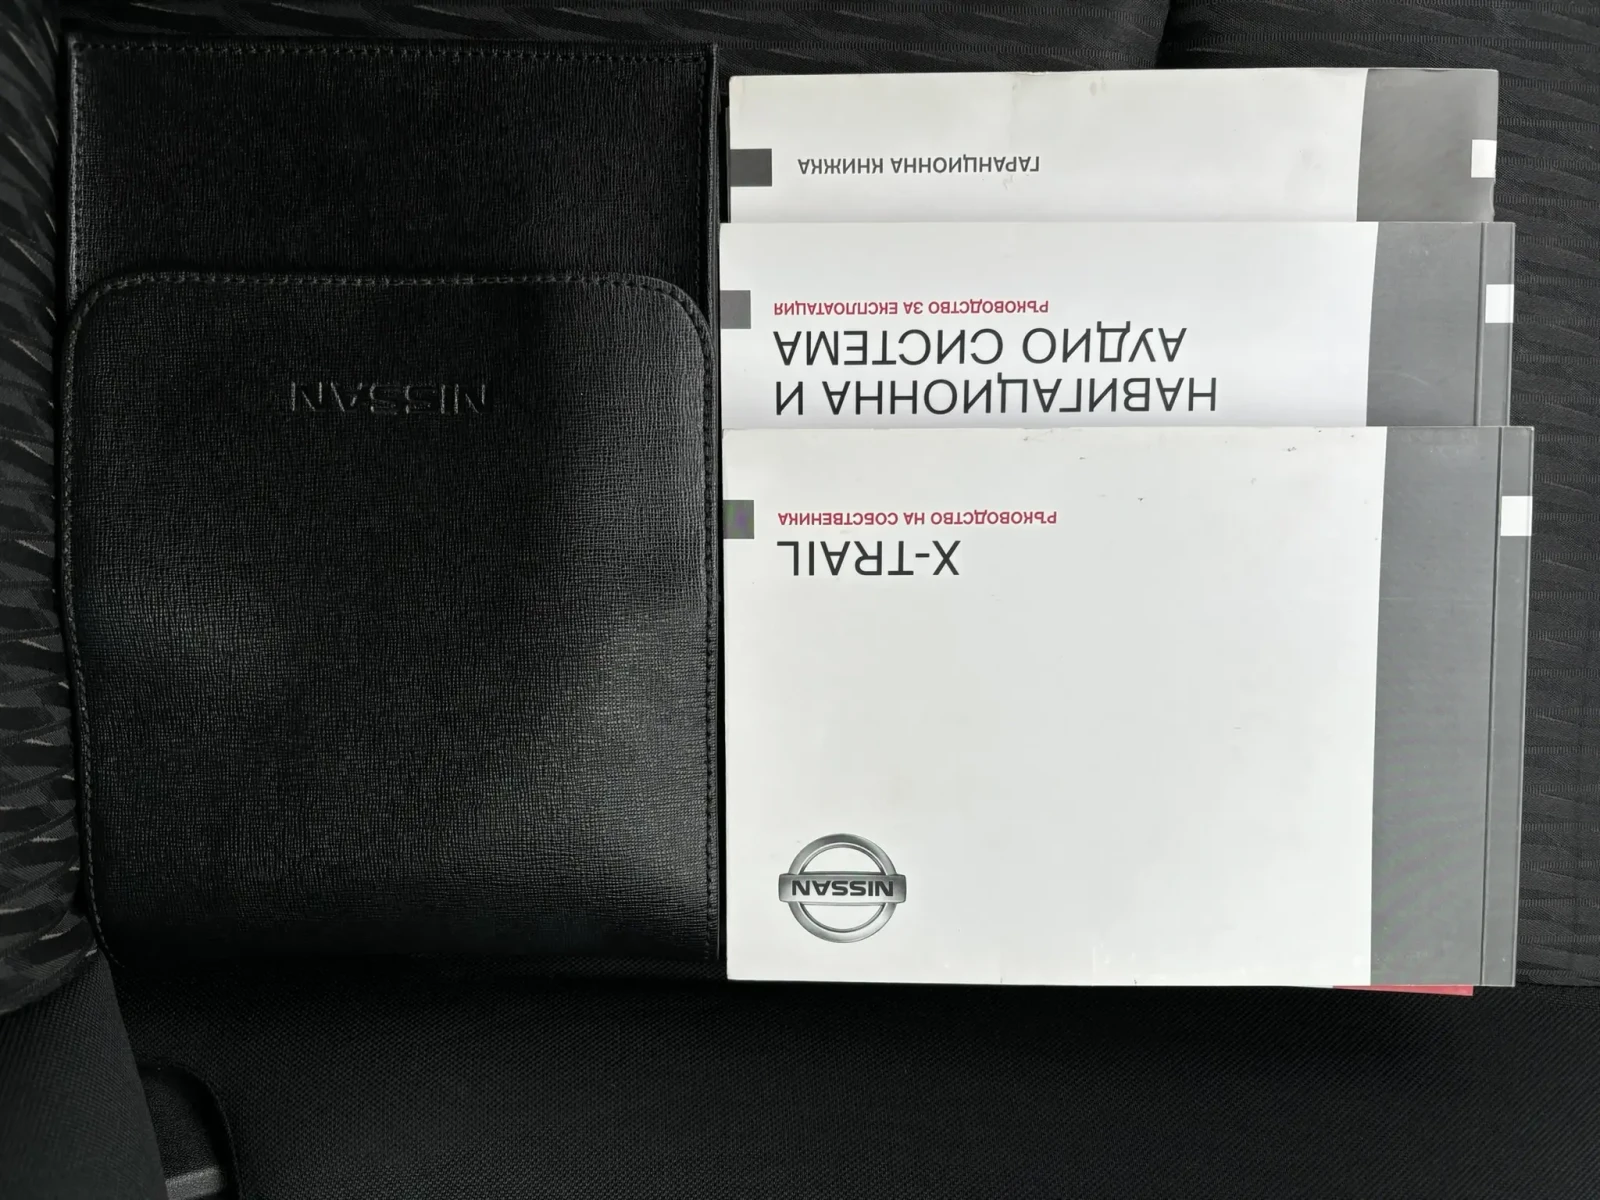 NISSAN
X-TRAIL
РЪКОВОДСТВО НА СОБСТВЕНИКА
НАВИГАЦИОННА И
АУДИО СИСТЕМА
РЪКОВОДСТВО ЗА ЕКСПЛОАТАЦИЯ
ГАРАНЦИОННА КНИЖКА
NISSAN